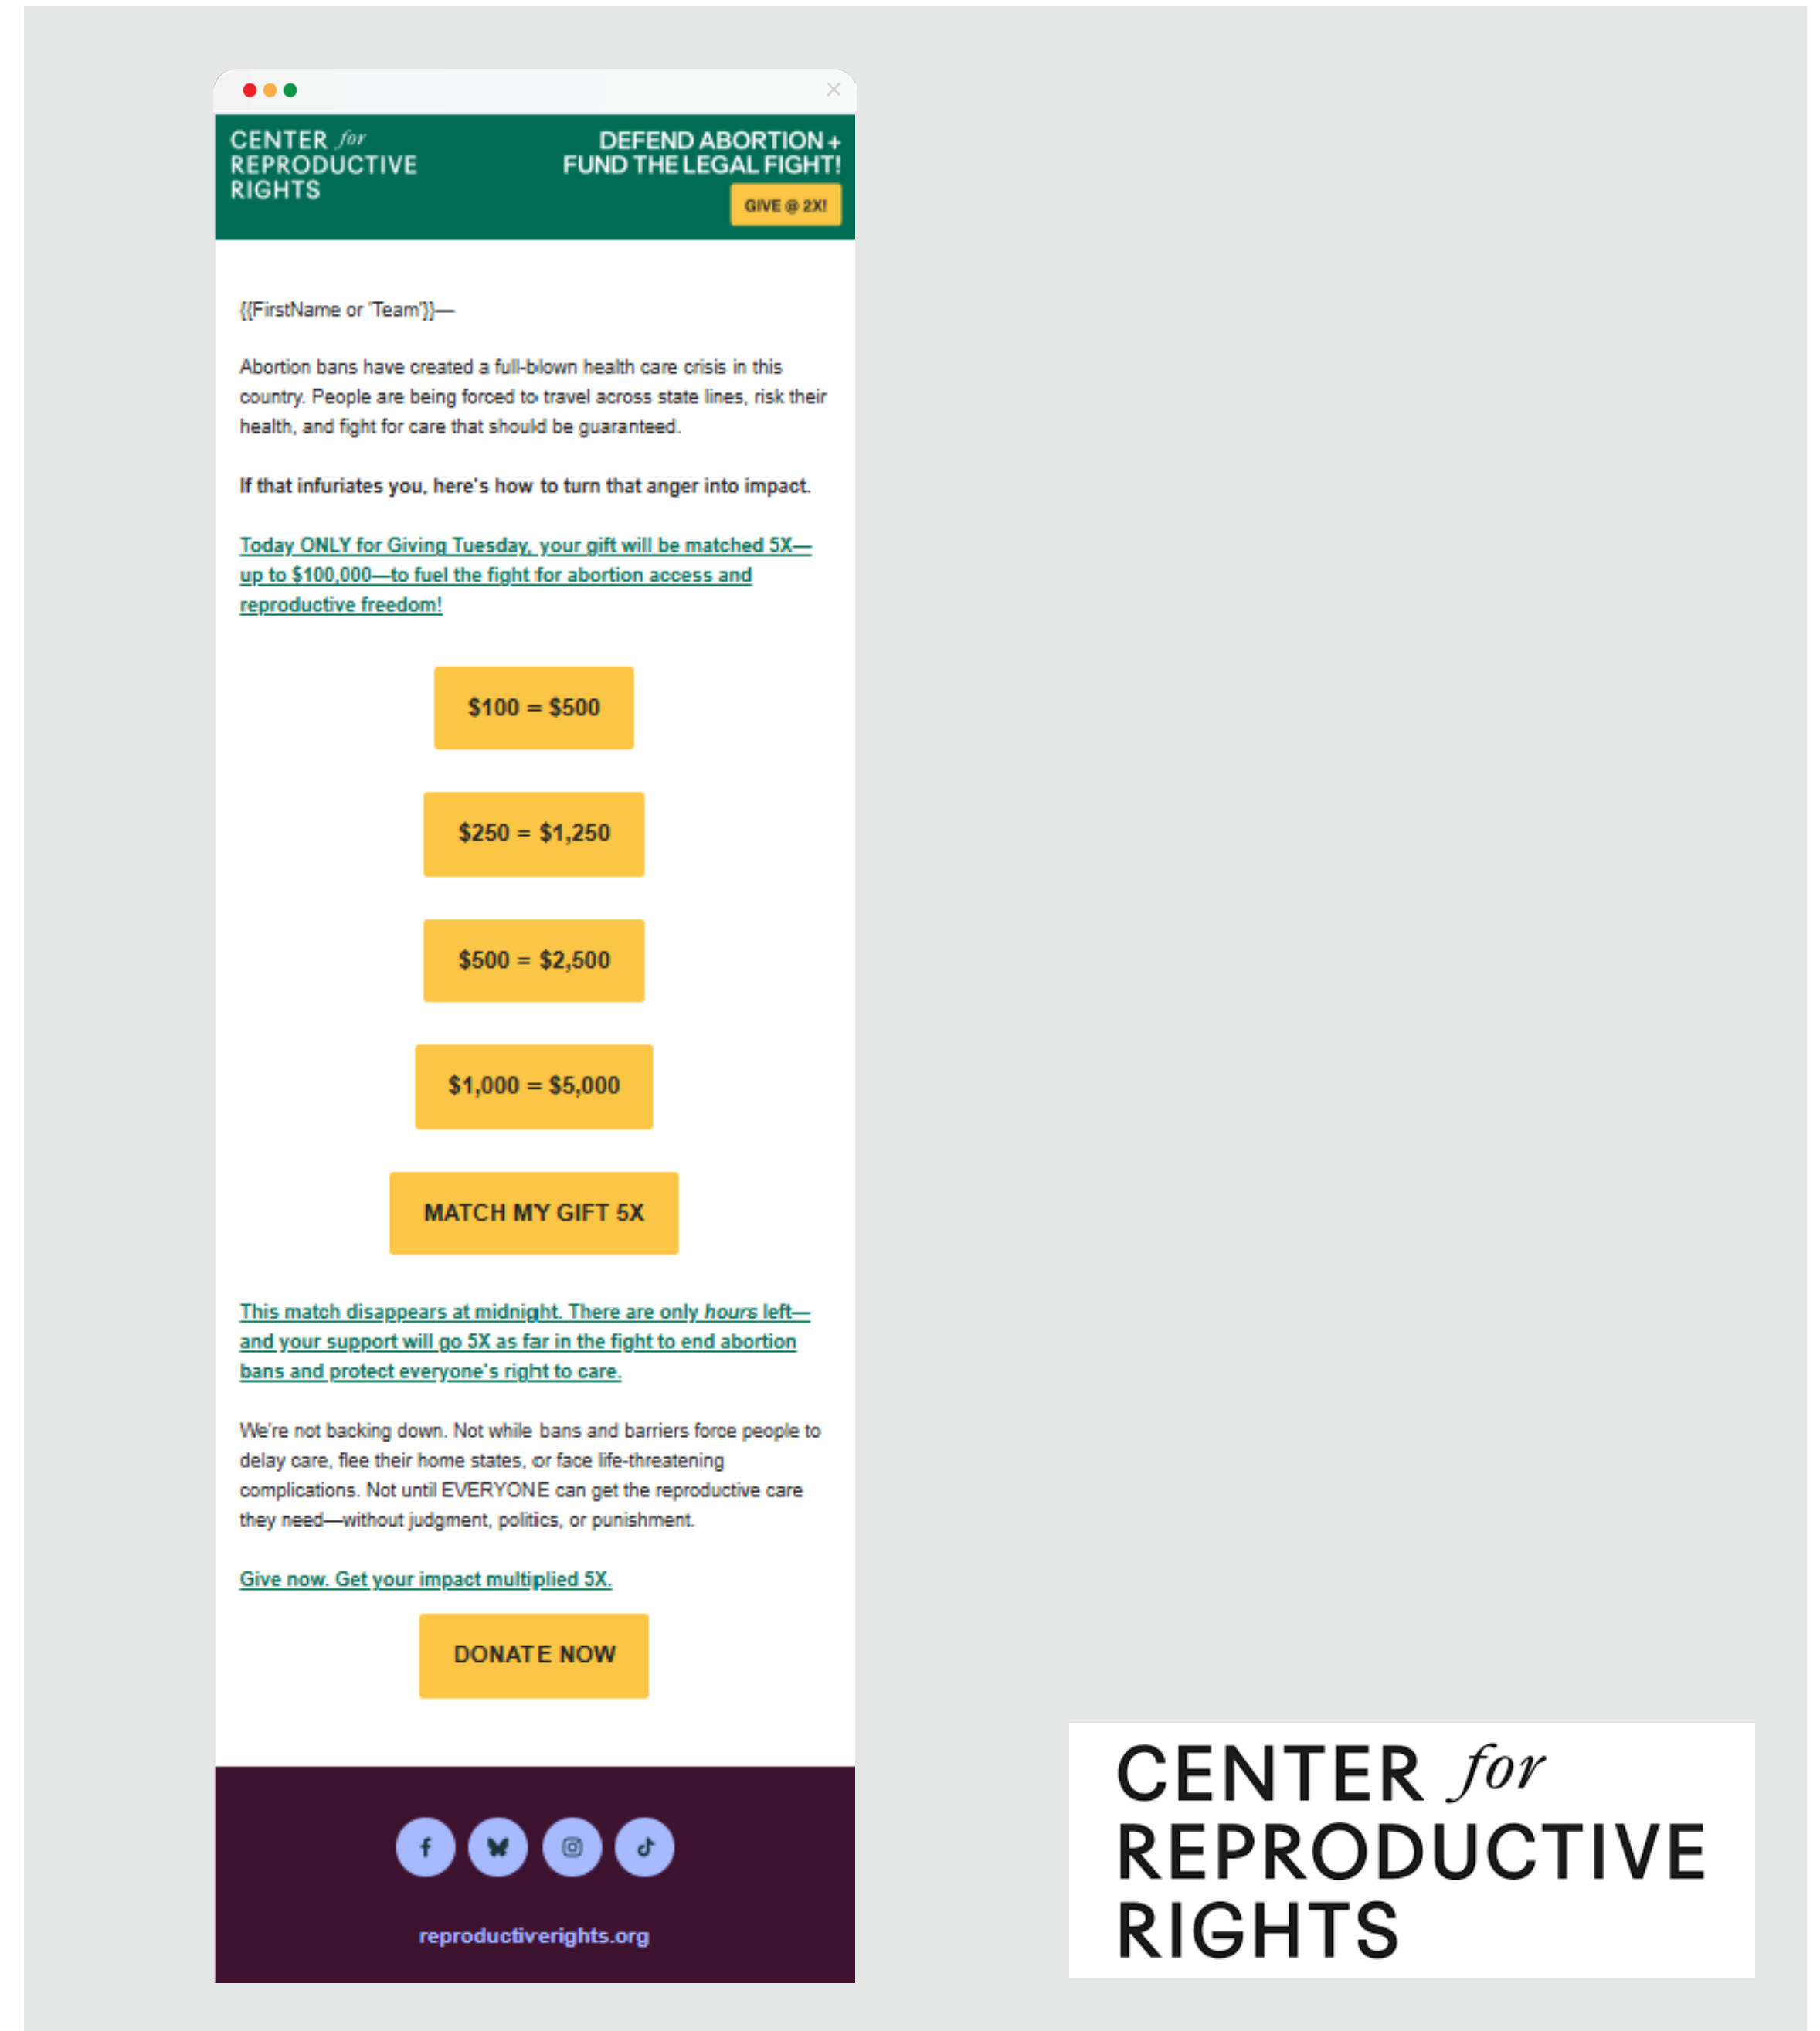 CENTER for
REPRODUCTIVE
RIGHTS
DEFEND ABORTION +
FUND THE LEGAL FIGHT!
GIVE @ 2X!
{{FirstName or 'Team'}}—
Abortion bans have created a full-blown health care crisis in this
country. People are being forced to travel across state lines, risk their
health, and fight for care that should be guaranteed.
If that infuriates you, here's how to turn that anger into impact.
Today ONLY for Giving Tuesday, your gift will be matched 5X—
up to $100,000—to fuel the fight for abortion access and
reproductive freedom!
$100 = $500
$250 = $1,250
$500 = $2,500
$1,000 = $5,000
MATCH MY GIFT 5X
This match disappears at midnight. There are only hours left—
and your support will go 5X as far in the fight to end abortion
bans and protect everyone's right to care.
We're not backing down. Not while bans and barriers force people to
delay care, flee their home states, or face life-threatening
complications. Not until EVERYONE can get the reproductive care
they need—without judgment, politics, or punishment.
Give now. Get your impact multiplied 5X.
DONATE NOW
reproductiverights.org
CENTER for
REPRODUCTIVE
RIGHTS